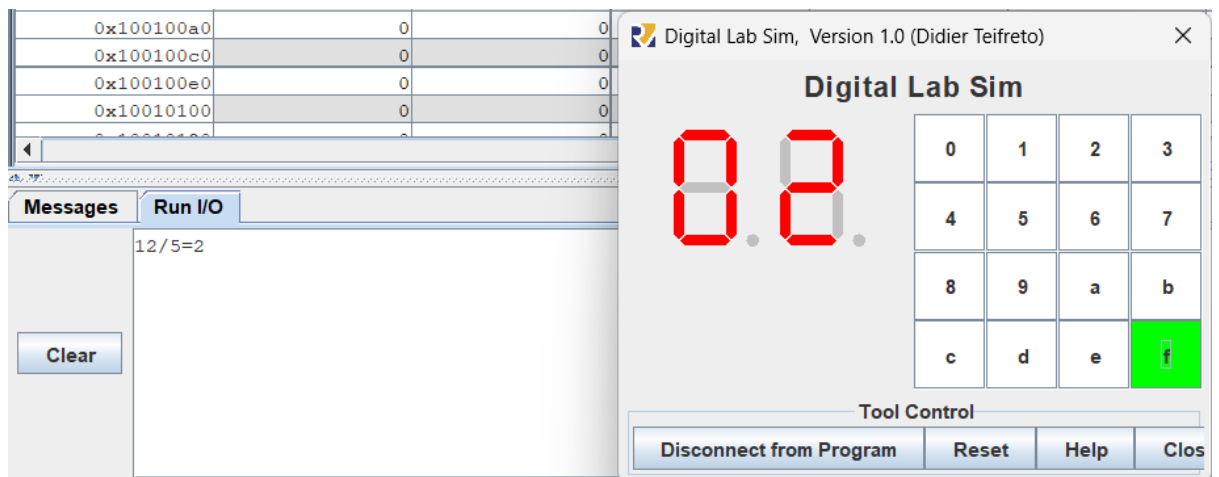 0x100100a0 0 0
0x100100c0 0 0
0x100100e0 0 0
0x10010100 0 0
Messages Run I/O
12/5=2
Clear
Digital Lab Sim, Version 1.0 (Didier Teifreto)
Digital Lab Sim
02
0 1 2 3
4 5 6 7
8 9 a b
c d e f
Tool Control
Disconnect from Program Reset Help Clos